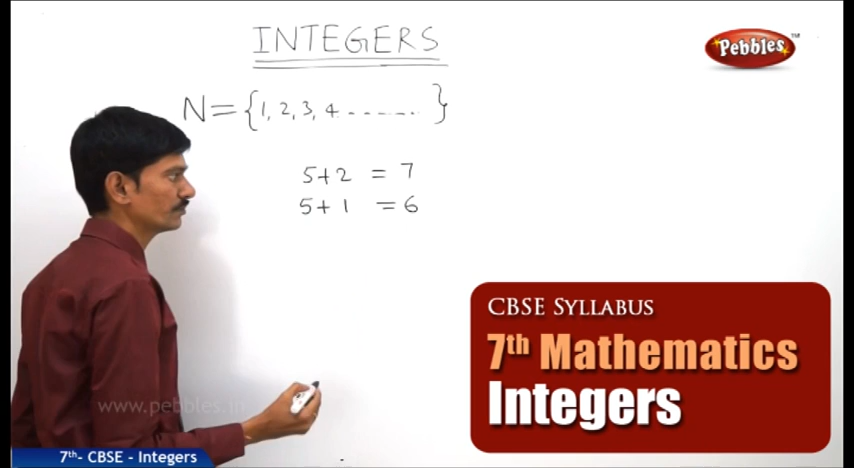 INTEGERS
Pebbles™
N = {1, 2, 3, 4.......}
5+2 = 7
5+1 = 6
CBSE SYLLABUS
7th Mathematics
Integers
www.pebbles.in
7th- CBSE - Integers